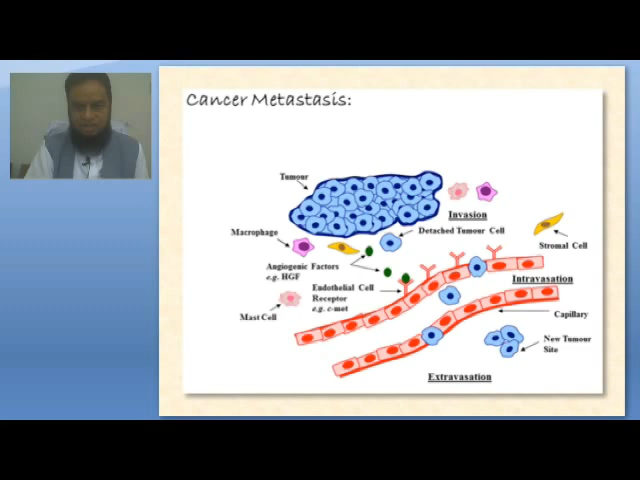 Cancer Metastasis:
Tumour
Invasion
Macrophage
Detached Tumour Cell
Stromal Cell
Angiogenic Factors
e.g. HGF
Endothelial Cell
Receptor
e.g. c-met
Intravasation
Mast Cell
Capillary
New Tumour
Site
Extravasation